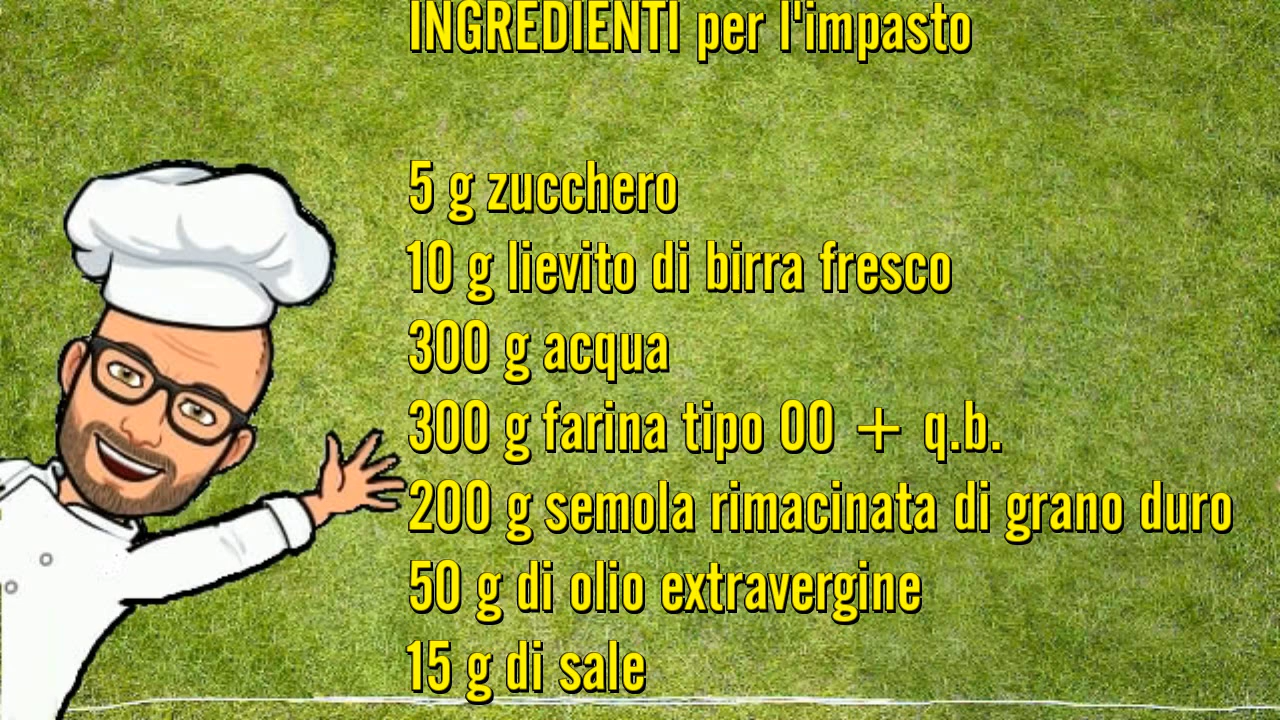 INGREDIENTI per l'impasto
5 g zucchero
10 g lievito di birra fresco
300 g acqua
300 g farina tipo 00 + q.b.
200 g semola rimacinata di grano duro
50 g di olio extravergine
15 g di sale